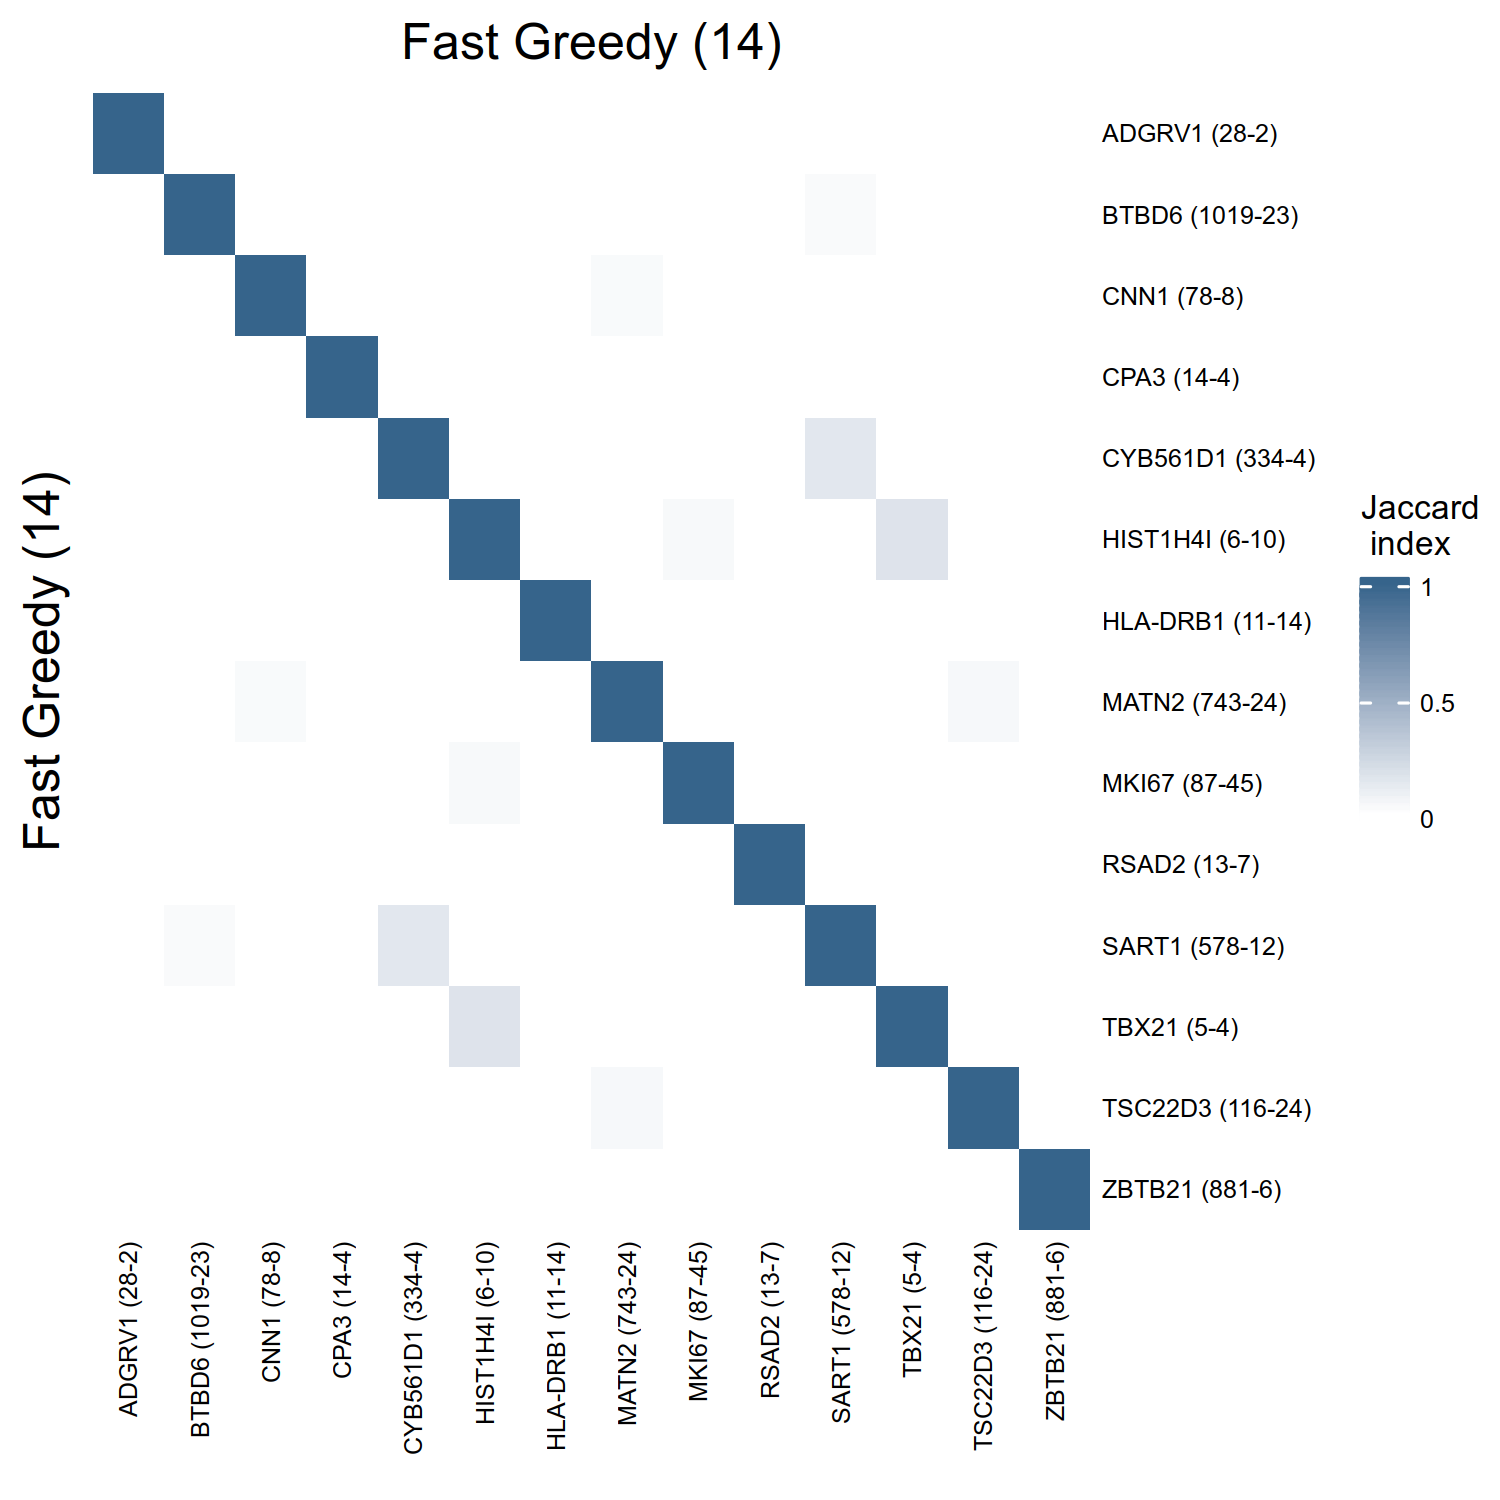 Fast Greedy (14)
Fast Greedy (14)
ADGRV1 (28-2)
BTBD6 (1019-23)
CNN1 (78-8)
CPA3 (14-4)
CYB561D1 (334-4)
HIST1H4I (6-10)
HLA-DRB1 (11-14)
MATN2 (743-24)
MKI67 (87-45)
RSAD2 (13-7)
SART1 (578-12)
TBX21 (5-4)
TSC22D3 (116-24)
ZBTB21 (881-6)
Jaccard
index
1
0.5
0
ADGRV1 (28-2)
BTBD6 (1019-23)
CNN1 (78-8)
CPA3 (14-4)
CYB561D1 (334-4)
HIST1H4I (6-10)
HLA-DRB1 (11-14)
MATN2 (743-24)
MKI67 (87-45)
RSAD2 (13-7)
SART1 (578-12)
TBX21 (5-4)
TSC22D3 (116-24)
ZBTB21 (881-6)